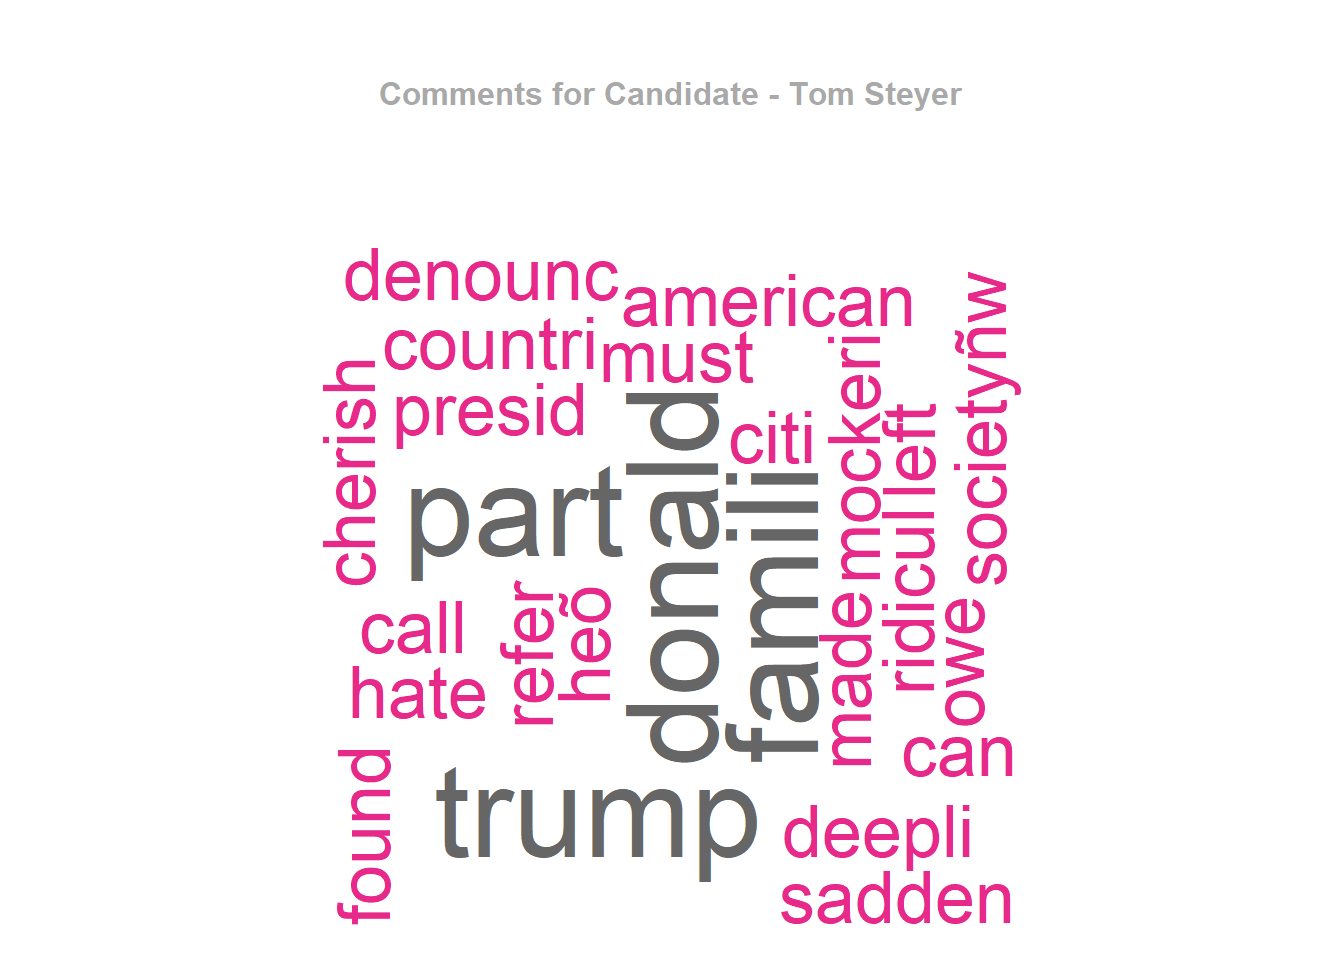 Comments for Candidate - Tom Steyer
denounc
american
countri
must
presid
citi
cherish
part
donald
famili
mockeri
left
societyñw
ridicul
call
refer
heõ
made
owe
hate
can
found
trump
deepli
sadden